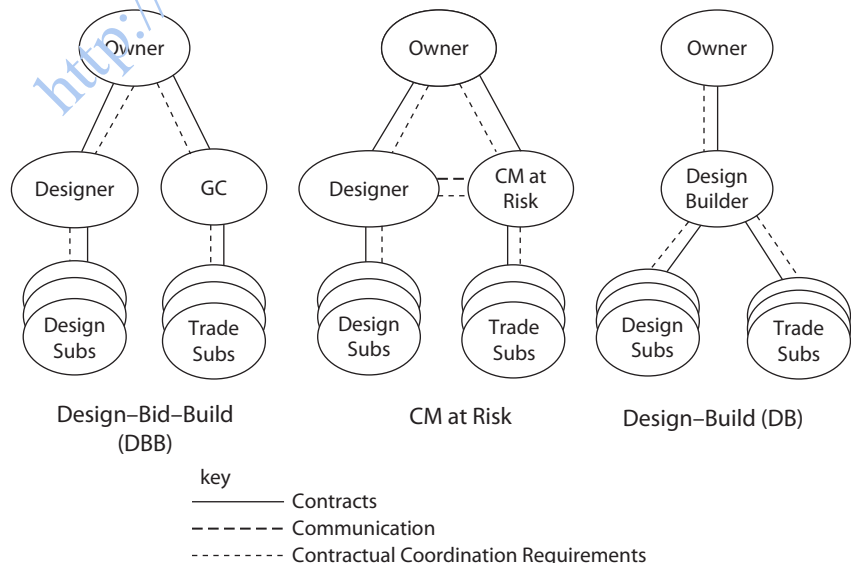 http://
Owner
Owner
Owner
Designer
GC
Designer
CM at
Risk
Design
Builder
Design
Subs
Trade
Subs
Design
Subs
Trade
Subs
Design
Subs
Trade
Subs
Design–Bid–Build
(DBB)
CM at Risk
Design–Build (DB)
key
Contracts
Communication
Contractual Coordination Requirements